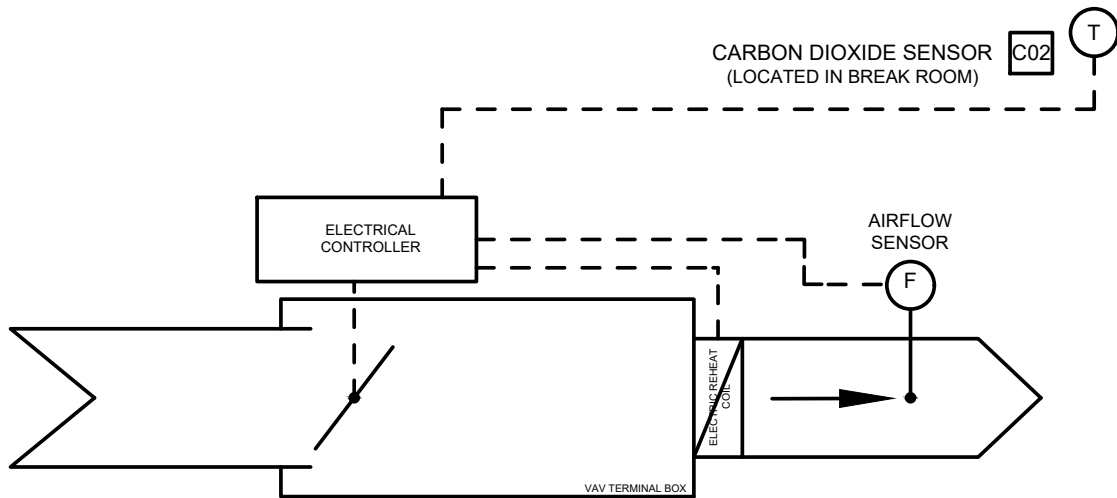 CARBON DIOXIDE SENSOR
(LOCATED IN BREAK ROOM)
C02
T
ELECTRICAL
CONTROLLER
AIRFLOW
SENSOR
F
ELECTRIC REHEAT
COIL
VAV TERMINAL BOX